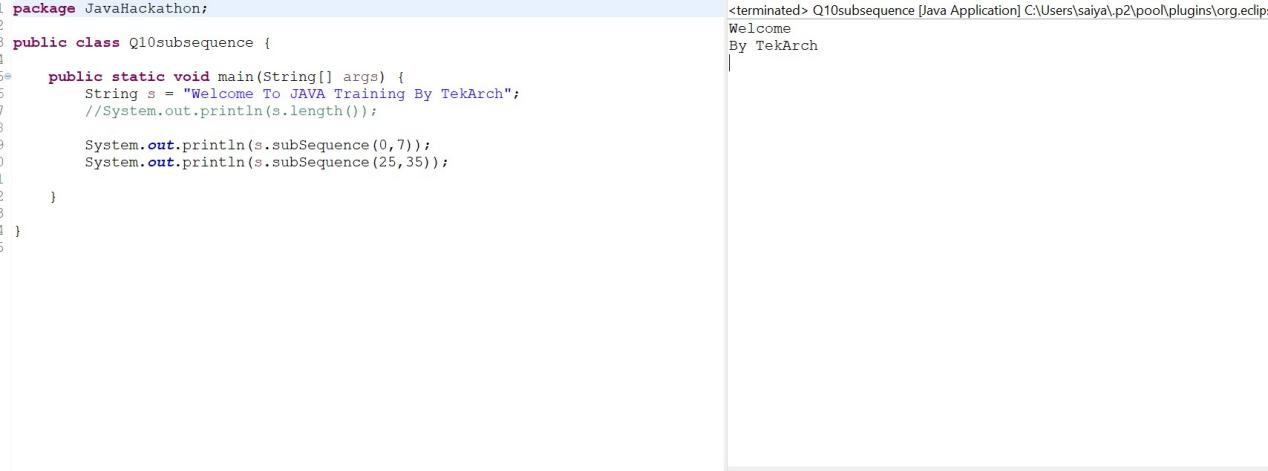 package JavaHackathon;
public class Q10subsequence {
public static void main(String[] args) {
String s = "Welcome To JAVA Training By TekArch";
//System.out.println(s.length());
System.out.println(s.subSequence(0,7));
System.out.println(s.subSequence(25,35));
}
}
<terminated> Q10subsequence [Java Application] C:\Users\saiya\.p2\pool\plugins\org.eclips
Welcome
By TekArch